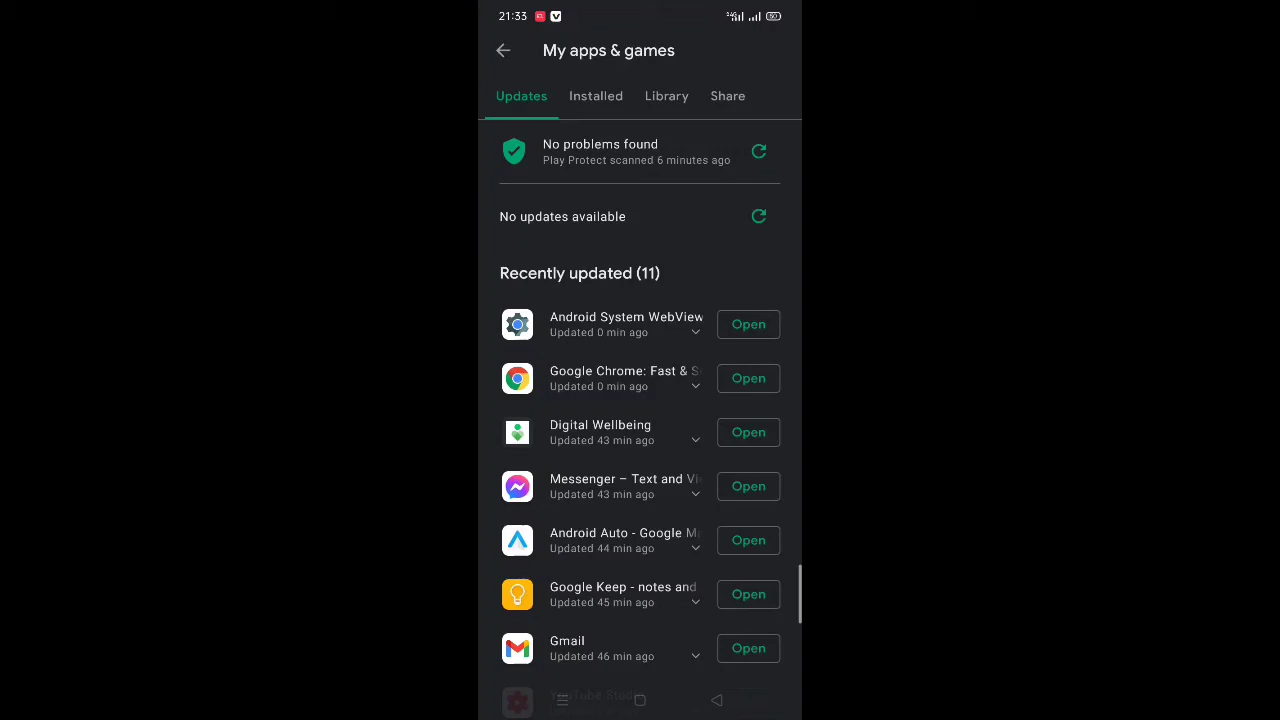 21:33
My apps & games
Updates Installed Library Share
No problems found
Play Protect scanned 6 minutes ago
No updates available
Recently updated (11)
Android System WebView
Updated 0 min ago
Open
Google Chrome: Fast & S
Updated 0 min ago
Open
Digital Wellbeing
Updated 43 min ago
Open
Messenger – Text and Vi
Updated 43 min ago
Open
Android Auto - Google M
Updated 44 min ago
Open
Google Keep - notes and
Updated 45 min ago
Open
Gmail
Updated 46 min ago
Open
YouTube Studio